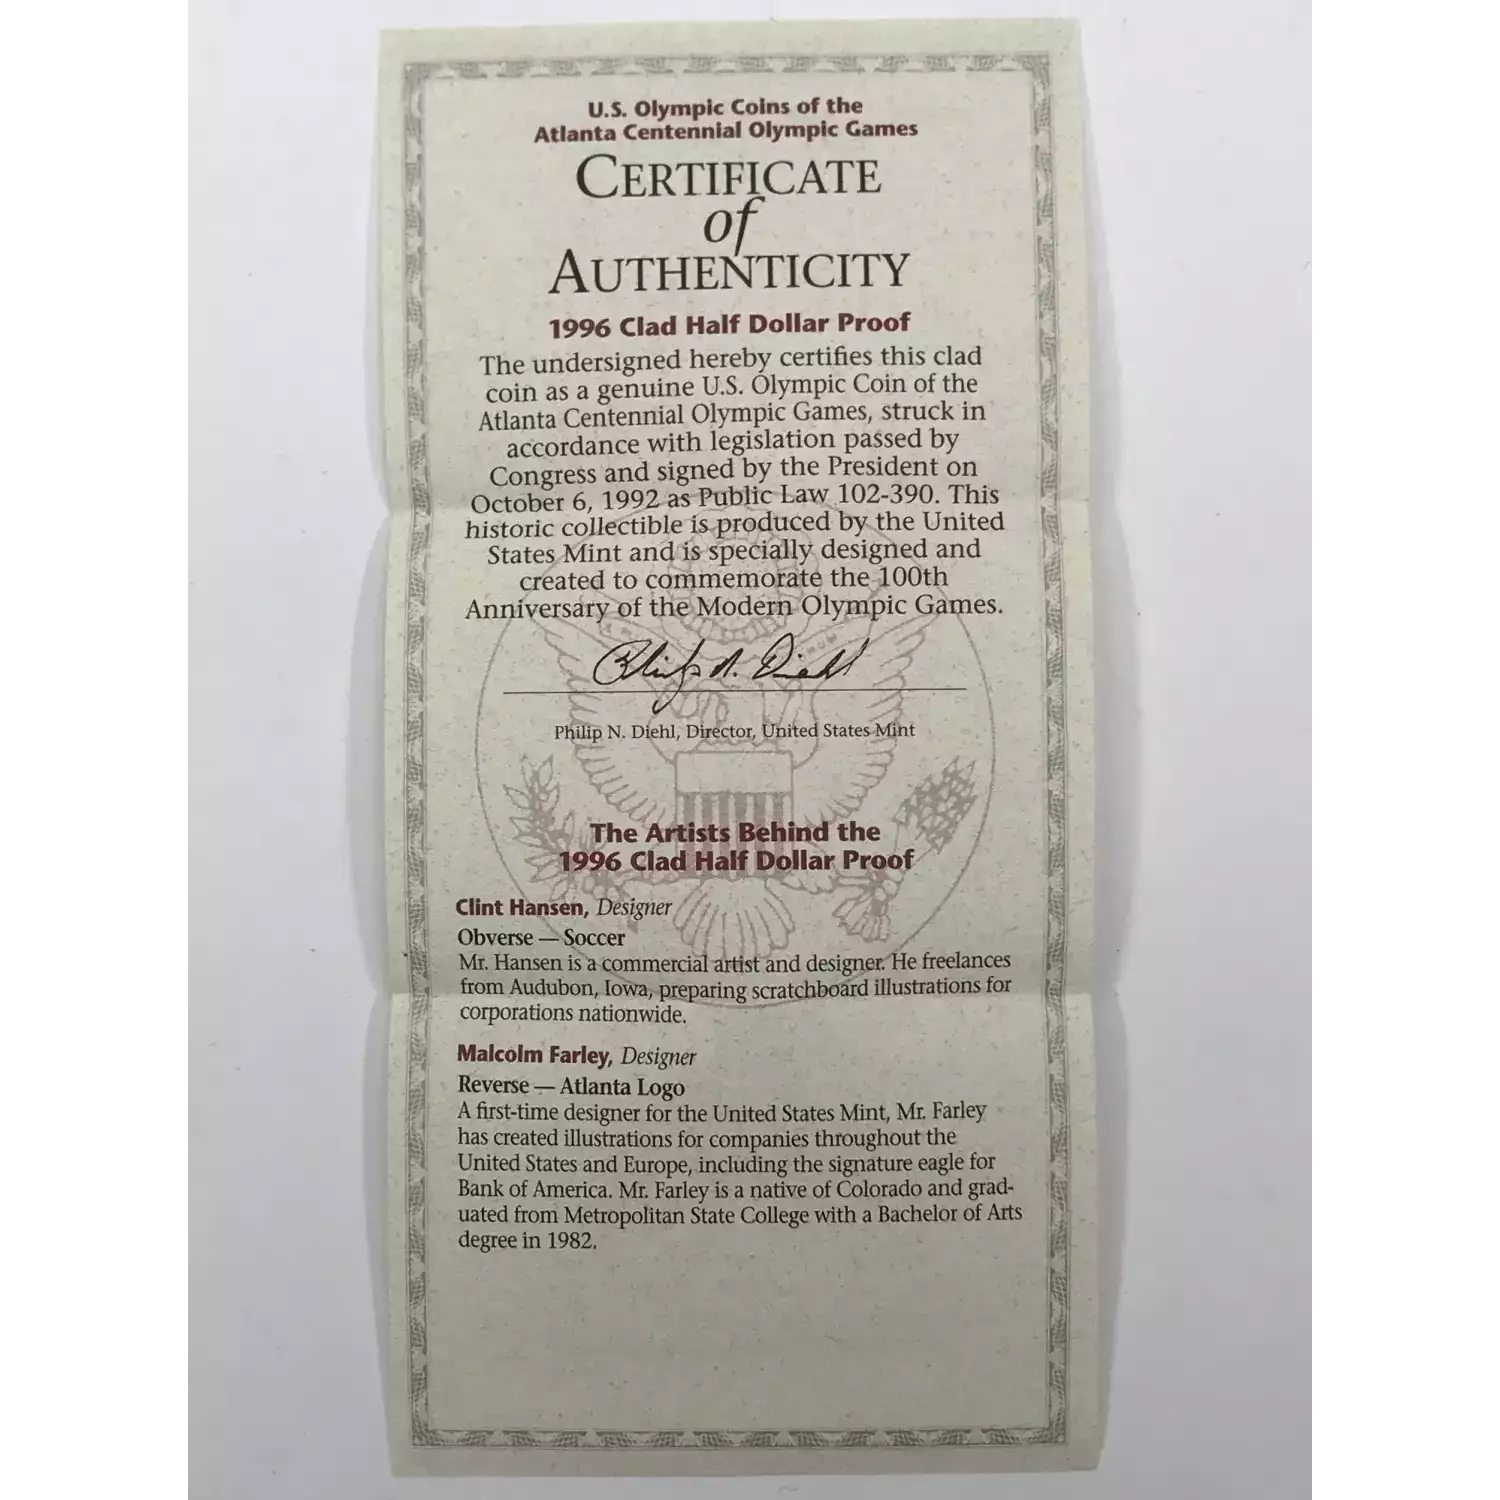 U.S. Olympic Coins of the
Atlanta Centennial Olympic Games
CERTIFICATE
of
AUTHENTICITY
1996 Clad Half Dollar Proof
The undersigned hereby certifies this clad
coin as a genuine U.S. Olympic Coin of the
Atlanta Centennial Olympic Games, struck in
accordance with legislation passed by
Congress and signed by the President on
October 6, 1992 as Public Law 102-390. This
historic collectible is produced by the United
States Mint and is specially designed and
created to commemorate the 100th
Anniversary of the Modern Olympic Games.
Philip N. Diehl
Philip N. Diehl, Director, United States Mint
The Artists Behind the
1996 Clad Half Dollar Proof
Clint Hansen, Designer
Obverse — Soccer
Mr. Hansen is a commercial artist and designer. He freelances
from Audubon, Iowa, preparing scratchboard illustrations for
corporations nationwide.
Malcolm Farley, Designer
Reverse — Atlanta Logo
A first-time designer for the United States Mint, Mr. Farley
has created illustrations for companies throughout the
United States and Europe, including the signature eagle for
Bank of America. Mr. Farley is a native of Colorado and grad-
uated from Metropolitan State College with a Bachelor of Arts
degree in 1982.